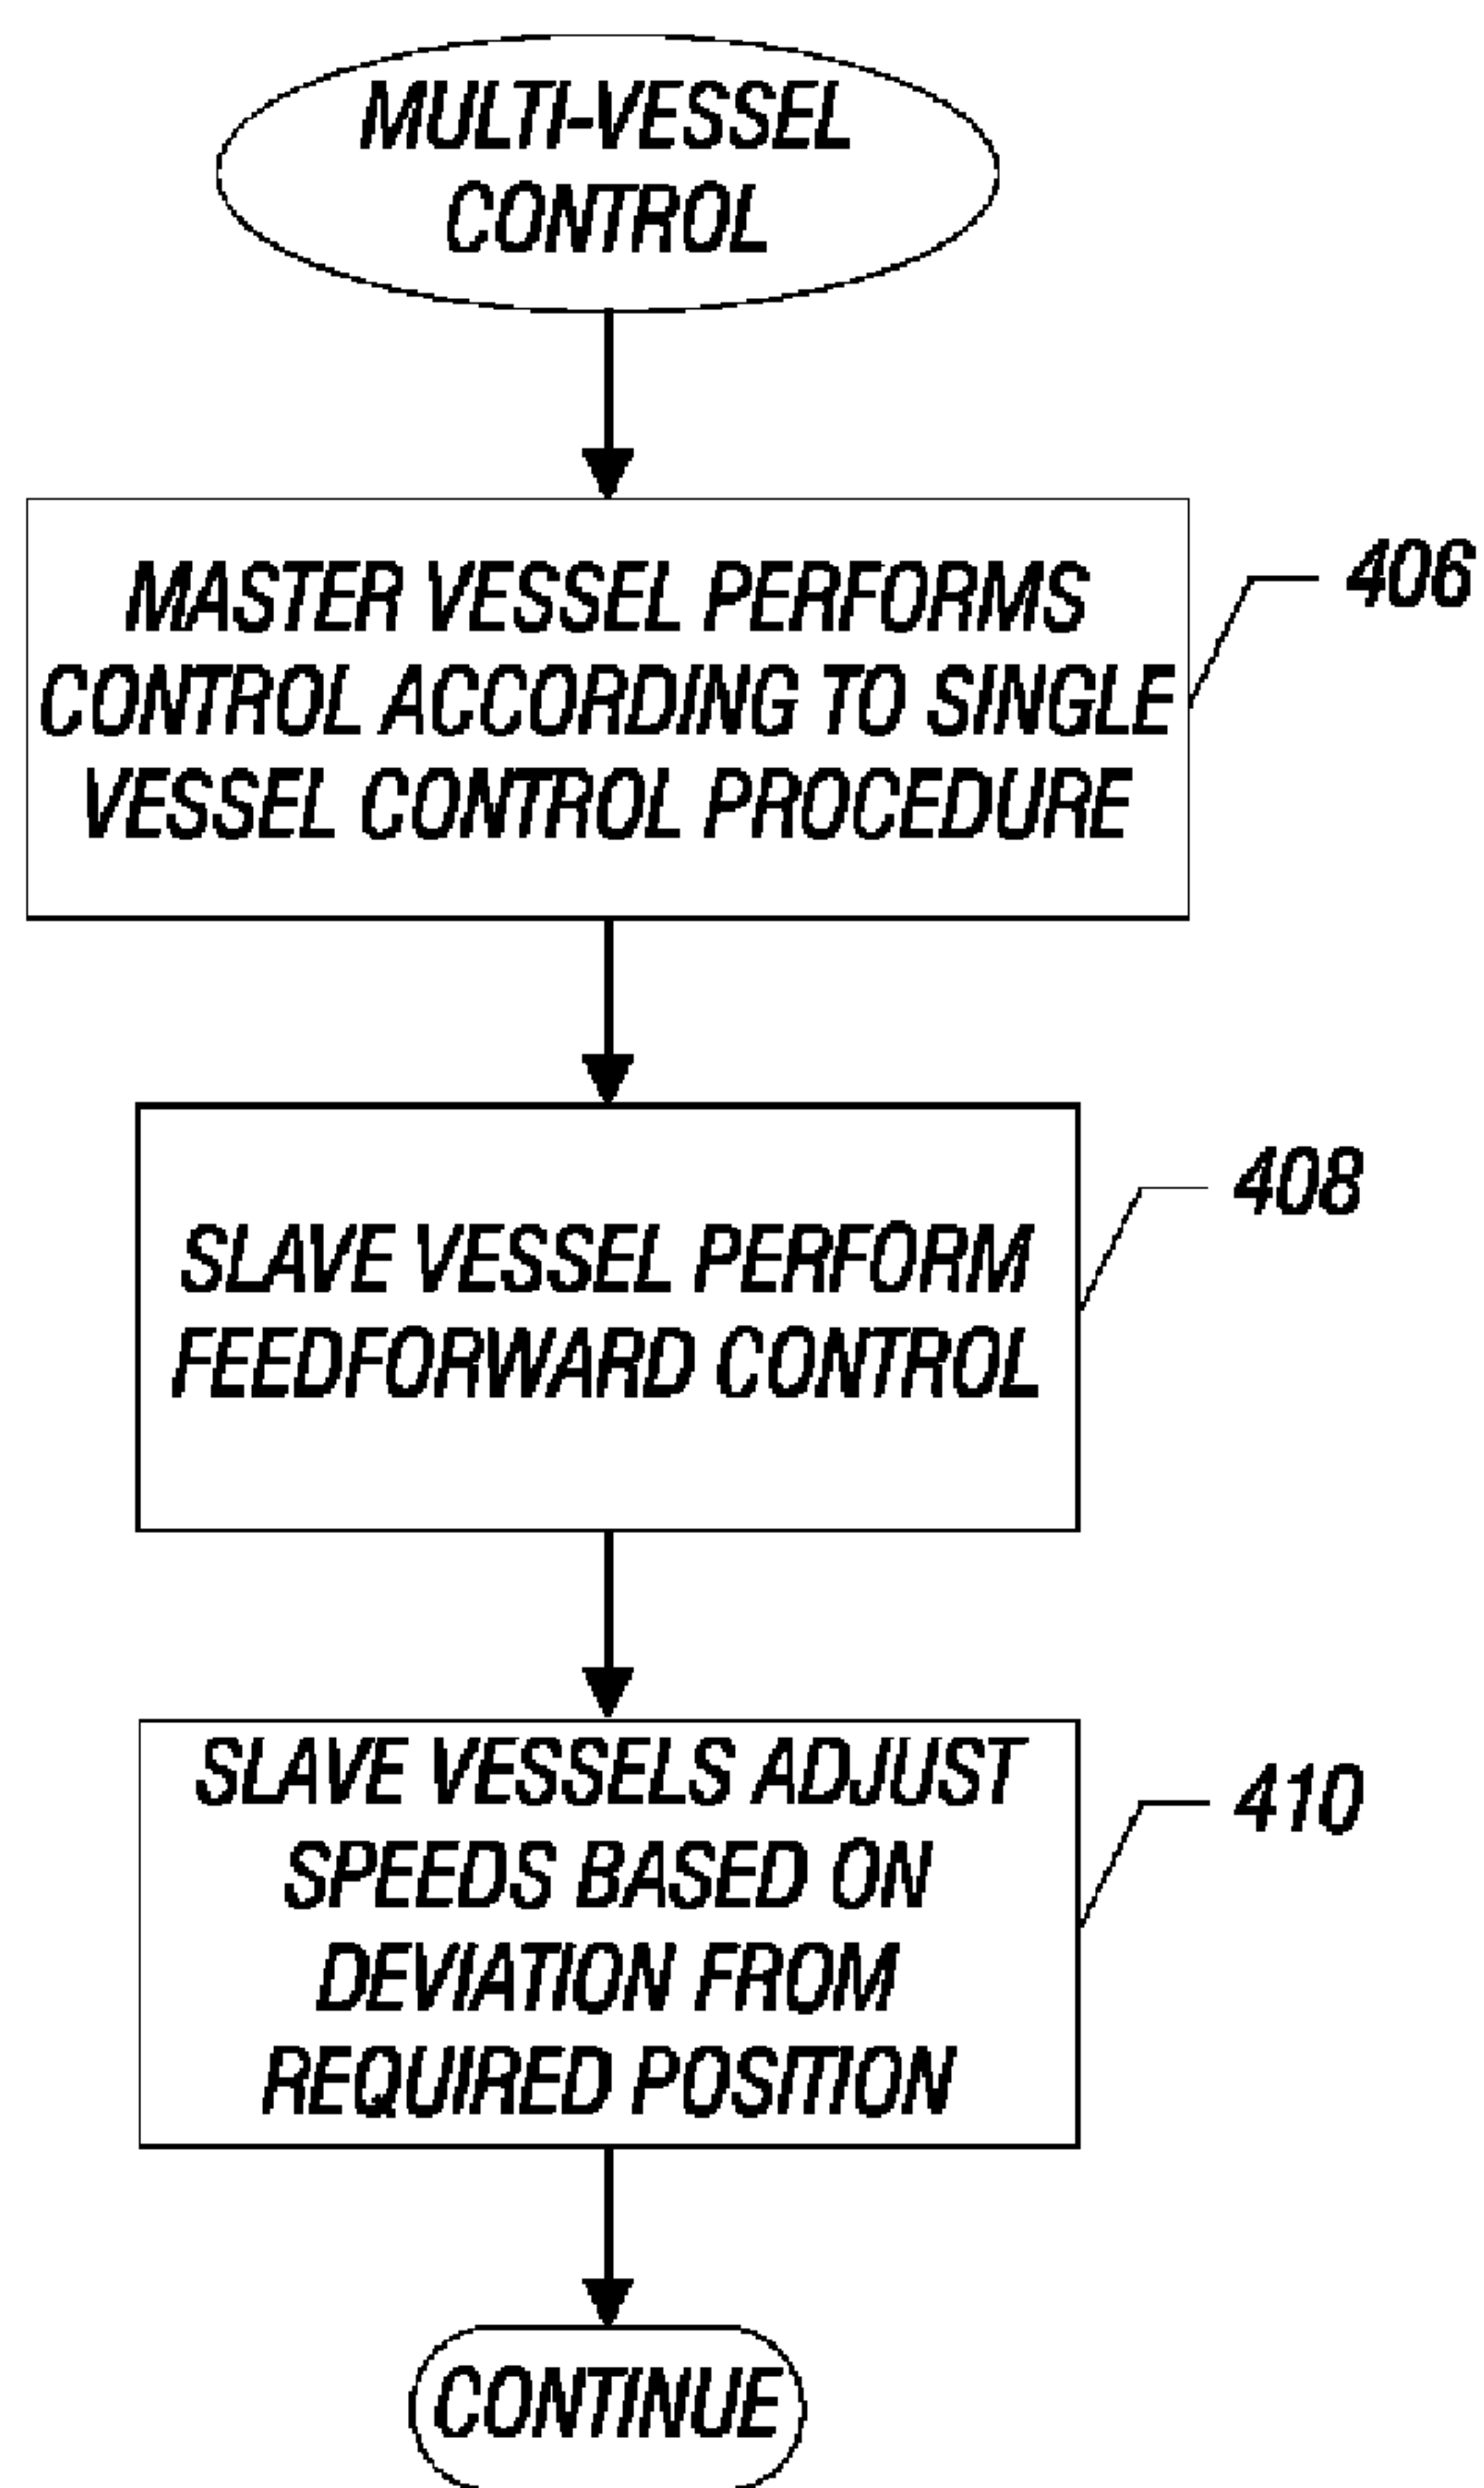 MULTI-VESSEL
CONTROL
MASTER VESSEL PERFORMS
CONTROL ACCORDING TO SINGLE
VESSEL CONTROL PROCEDURE
406
SLAVE VESSEL PERFORM
FEEDFORWARD CONTROL
408
SLAVE VESSELS ADJUST
SPEEDS BASED ON
DEVIATION FROM
REQUIRED POSITION
410
CONTINUE